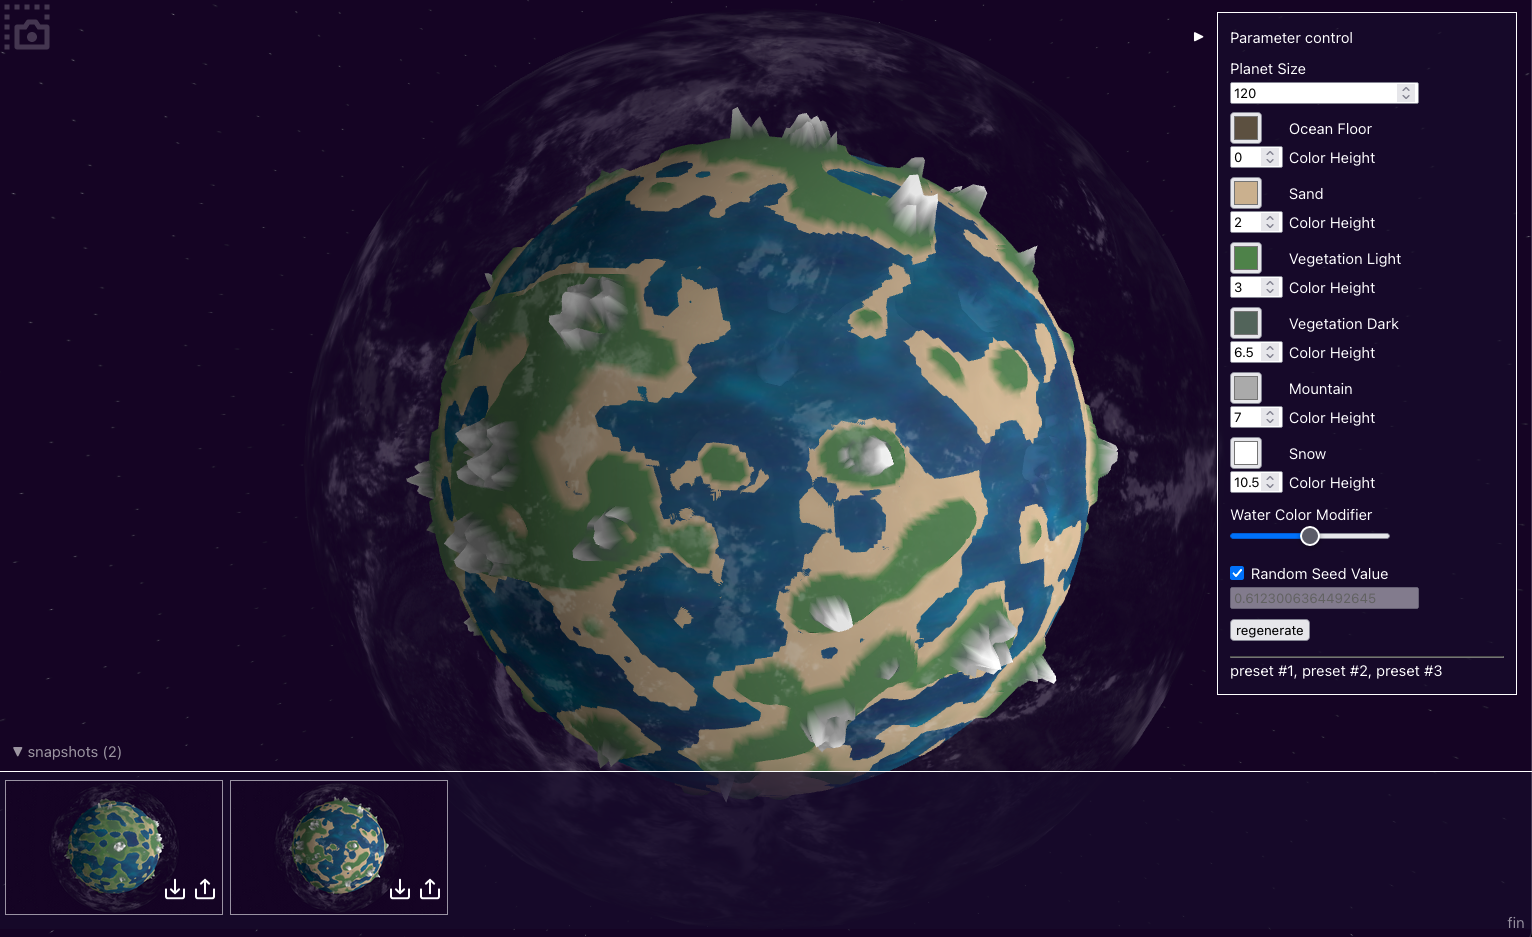 Parameter control
Planet Size
120
Ocean Floor
0 Color Height
Sand
2 Color Height
Vegetation Light
3 Color Height
Vegetation Dark
6.5 Color Height
Mountain
7 Color Height
Snow
10.5 Color Height
Water Color Modifier
Random Seed Value
0.6123006364492645
regenerate
preset #1, preset #2, preset #3
▼ snapshots (2)
fin